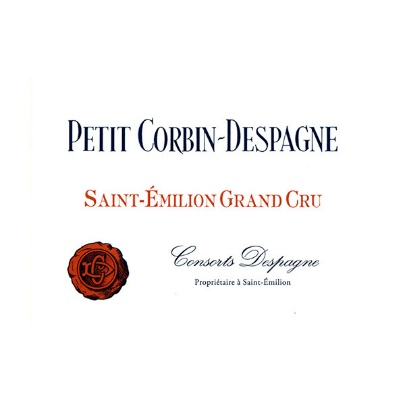 PETIT CORBIN-DESPAGNE
SAINT-ÉMILION GRAND CRU
Consorts Despagne
Propriétaire à Saint-Émilion